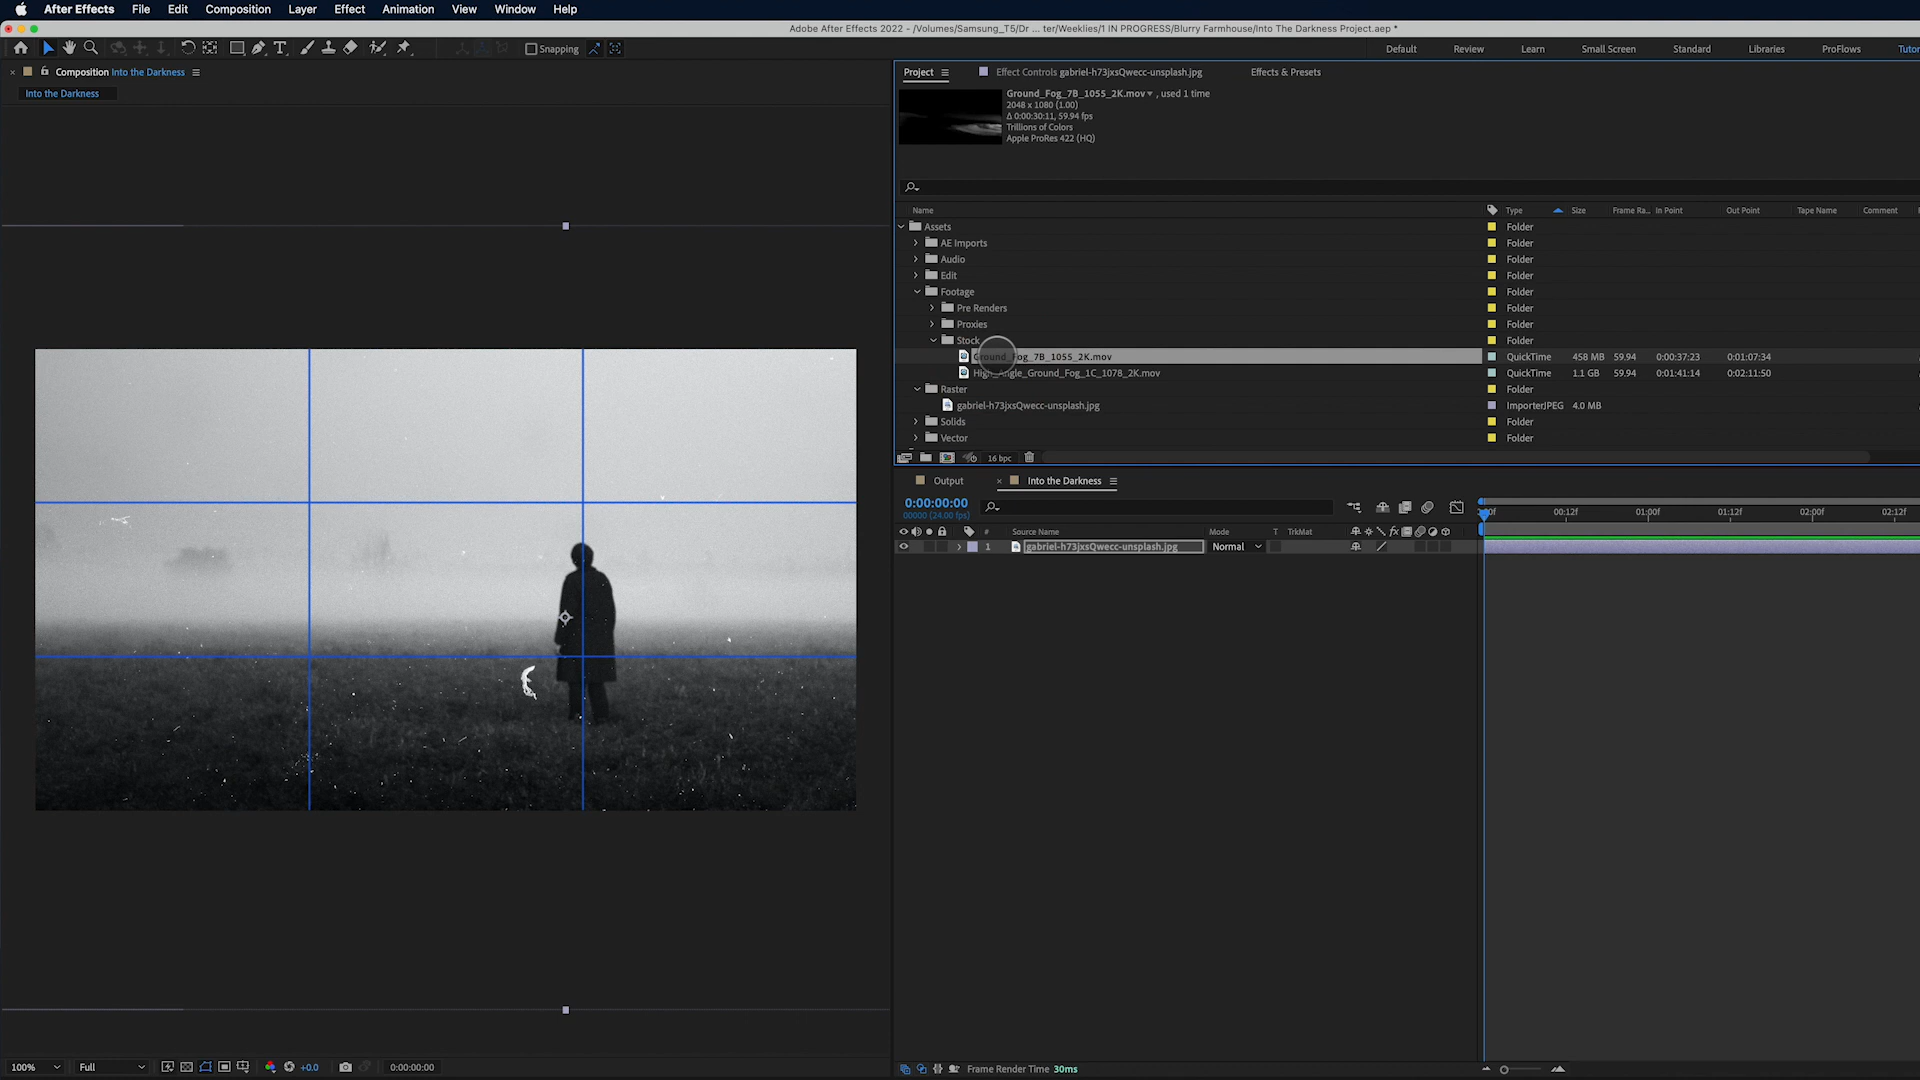 After Effects File Edit Composition Layer Effect Animation View Window Help
Adobe After Effects 2022 - /Volumes/Samsung_T5/Dr ... ter/Weeklies/1 IN PROGRESS/Blurry Farmhouse/Into The Darkness Project.aep *
Snapping Default Review Learn Small Screen Standard Libraries ProFlows Tutor
Composition Into the Darkness
Into the Darkness
Project Effect Controls gabriel-h73jxsQwecc-unsplash.jpg Effects & Presets
Ground_Fog_7B_1055_2K.mov , used 1 time
2048 x 1080 (1.00)
Δ 0:00:30:11, 59.94 fps
Trillions of Colors
Apple ProRes 422 (HQ)
Name Type Size Frame Ra... In Point Out Point Tape Name Comment
Assets Folder
AE Imports Folder
Audio Folder
Edit Folder
Footage Folder
Pre Renders Folder
Proxies Folder
Stock Folder
Ground_Fog_7B_1055_2K.mov QuickTime 458 MB 59.94 0:00:37:23 0:01:07:34
High_Angle_Ground_Fog_1C_1078_2K.mov QuickTime 1.1 GB 59.94 0:01:41:14 0:02:11:50
Raster Folder
gabriel-h73jxsQwecc-unsplash.jpg ImporterJPEG 4.0 MB
Solids Folder
Vector Folder
16 bpc
Output Into the Darkness
0:00:00:00
00000 (24.00 fps)
00f 00:12f 01:00f 01:12f 02:00f 02:12f
# Source Name Mode T TrkMat fx
1 gabriel-h73jxsQwecc-unsplash.jpg Normal
100% Full +0.0 0:00:00:00
Frame Render Time 30ms